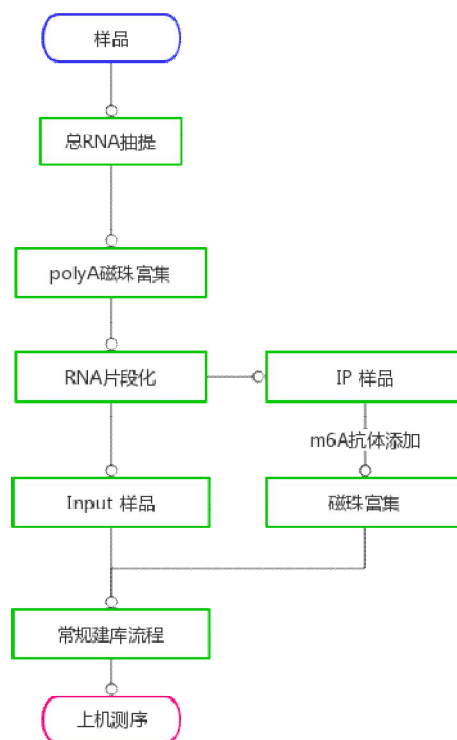 样品
总RNA抽提
polyA磁珠富集
RNA片段化
IP 样品
m6A抗体添加
Input 样品
磁珠富集
常规建库流程
上机测序